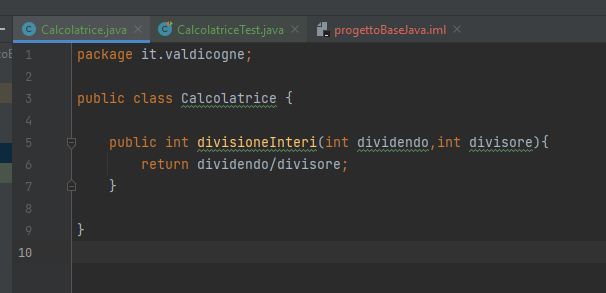 Calcolatrice.java CalcolatriceTest.java progettoBaseJava.iml
1 package it.valdicogne;
2
3 public class Calcolatrice {
4
5 public int divisioneInteri(int dividendo,int divisore){
6 return dividendo/divisore;
7 }
8
9 }
10